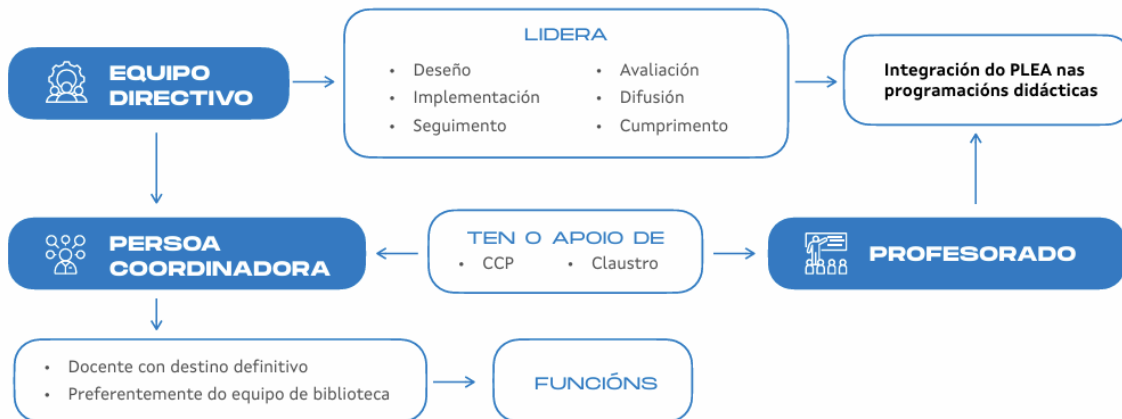 EQUIPO
DIRECTIVO
LIDERA
• Deseño
• Implementación
• Seguimento
• Avaliación
• Difusión
• Cumprimento
Integración do PLEA nas
programacións didácticas
PERSOA
COORDINADORA
TEN O APOIO DE
• CCP
• Claustro
PROFESORADO
• Docente con destino definitivo
• Preferentemente do equipo de biblioteca
FUNCIÓNS